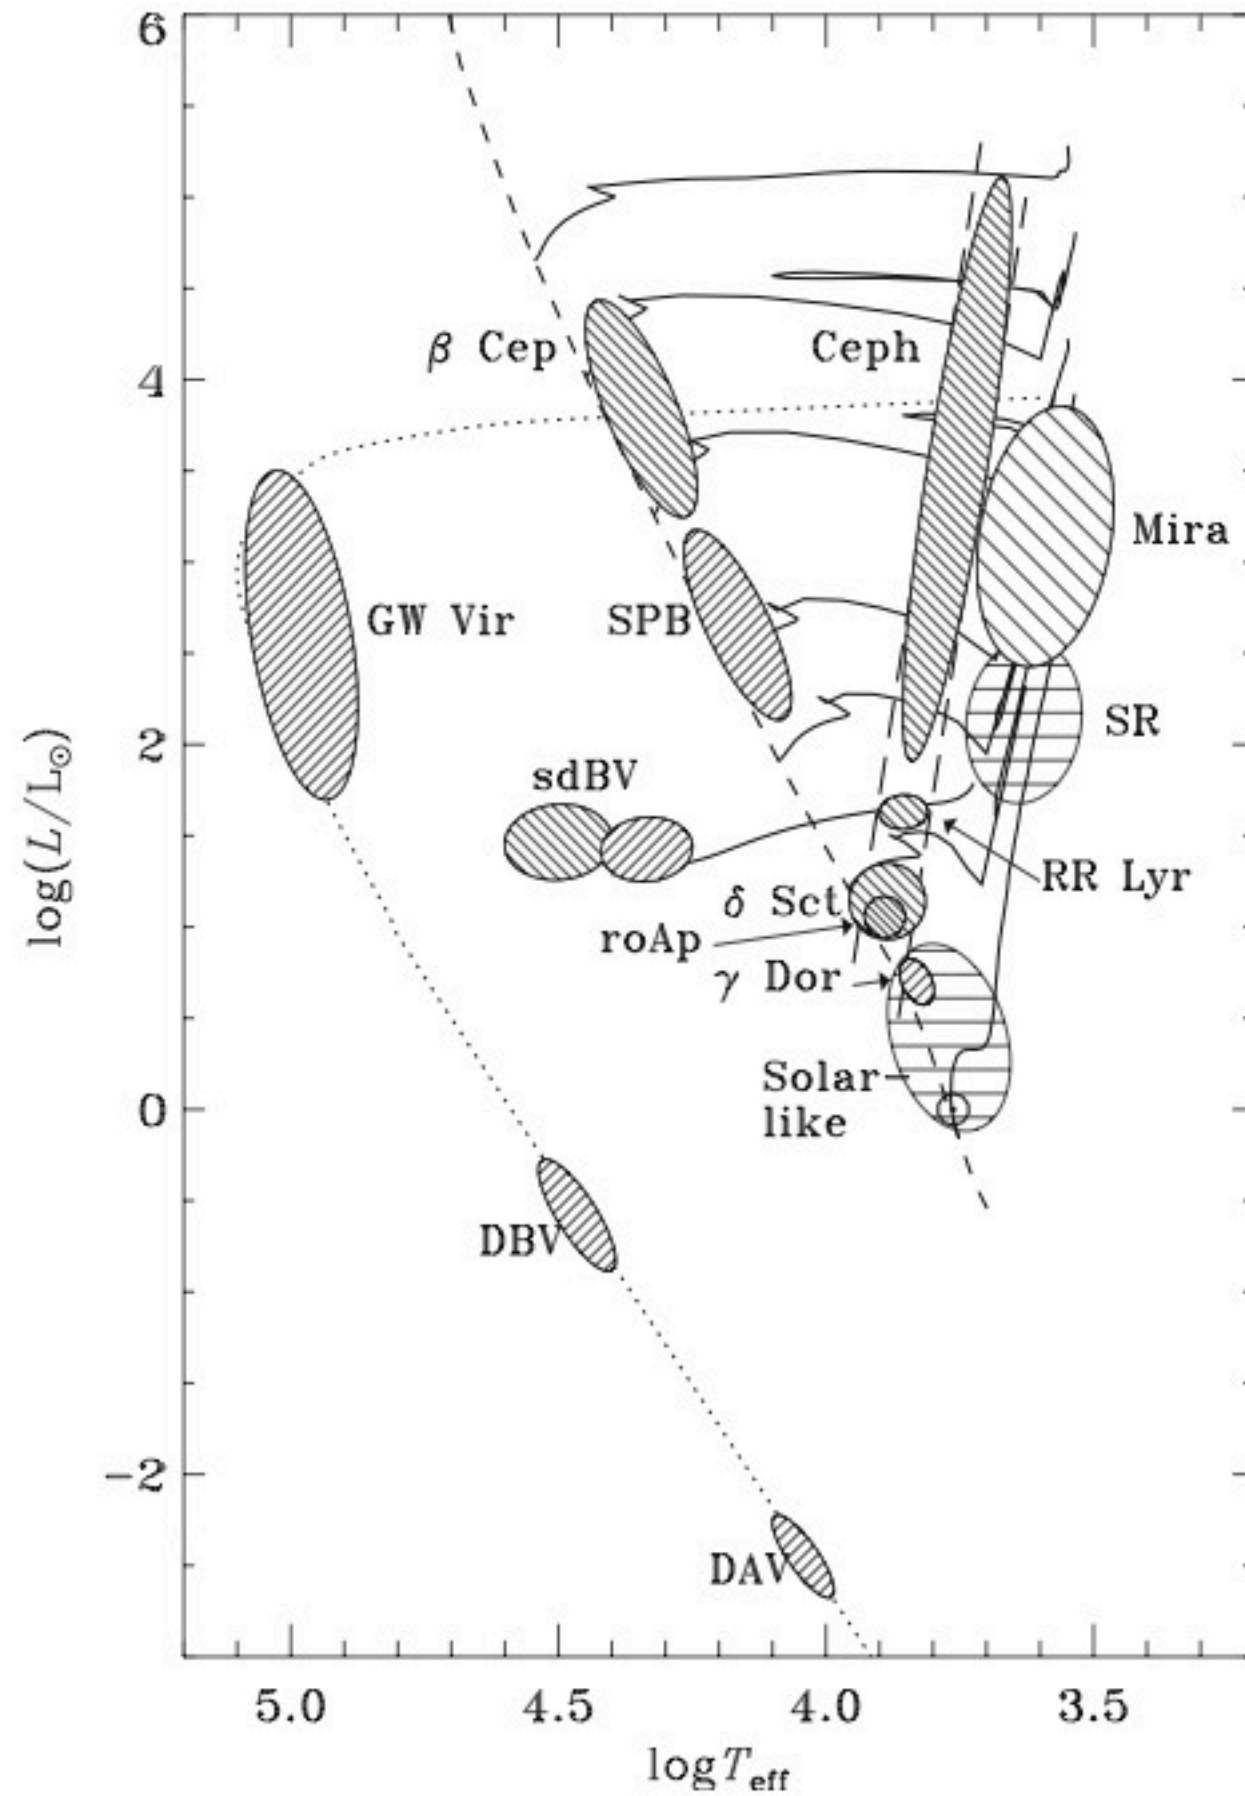 6
β Cep
Ceph
4
Mira
GW Vir
SPB
SR
log(L/L☉)
2
sdBV
RR Lyr
δ Sct
roAp
γ Dor
Solar–
like
0
DBV
−2
DAV
5.0 4.5 4.0 3.5
log Teff